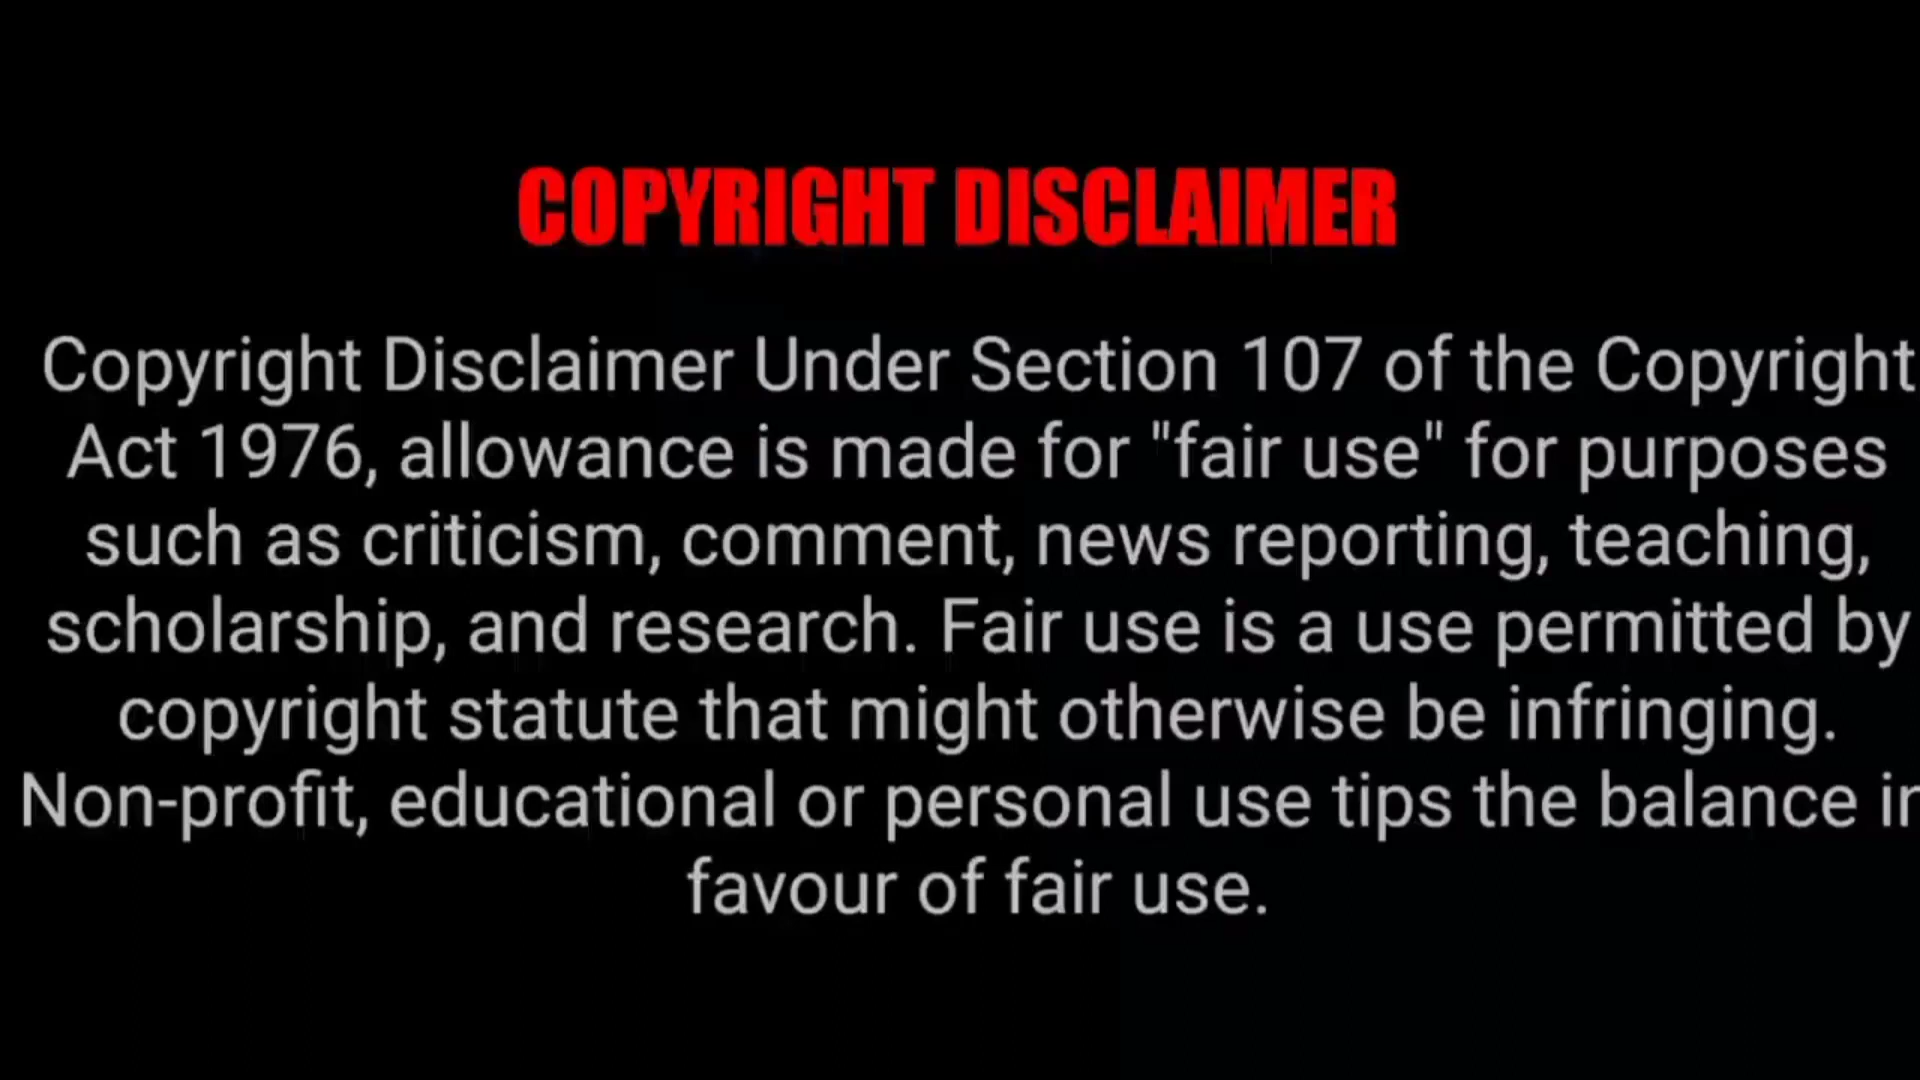 COPYRIGHT DISCLAIMER
Copyright Disclaimer Under Section 107 of the Copyright
Act 1976, allowance is made for "fair use" for purposes
such as criticism, comment, news reporting, teaching,
scholarship, and research. Fair use is a use permitted by
copyright statute that might otherwise be infringing.
Non-profit, educational or personal use tips the balance in
favour of fair use.